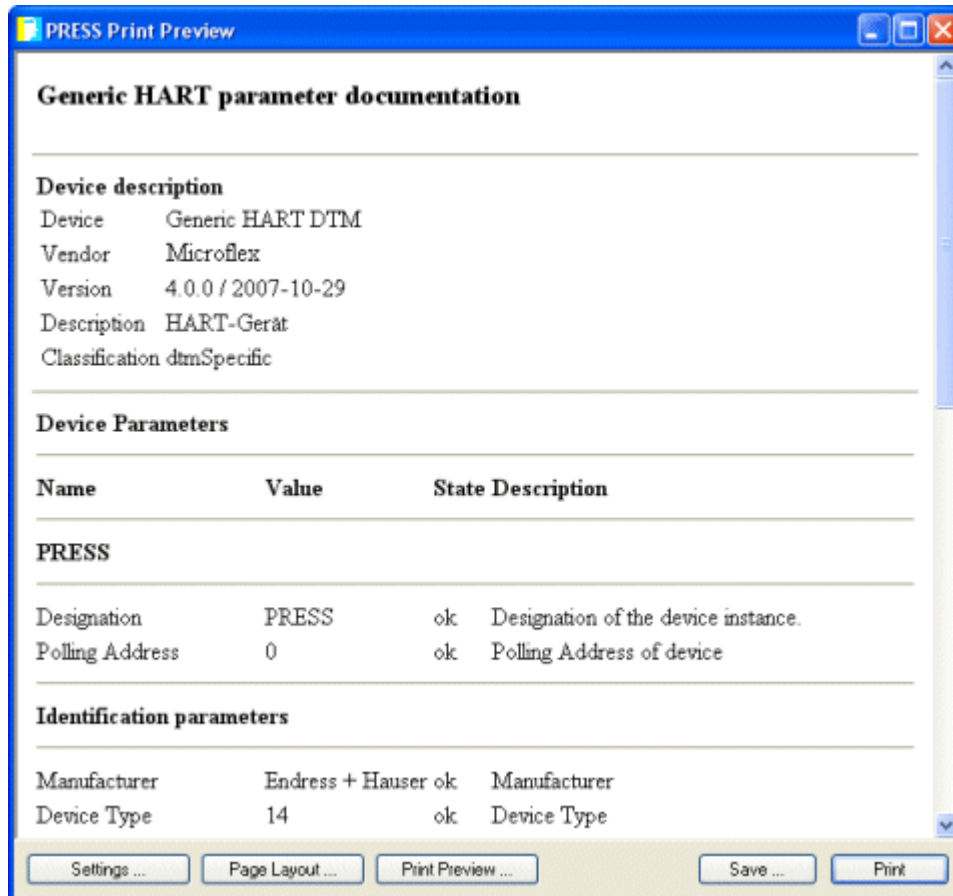 PRESS Print Preview
Generic HART parameter documentation
Device description
Device Generic HART DTM
Vendor Microflex
Version 4.0.0 / 2007-10-29
Description HART-Gerät
Classification dtmSpecific
Device Parameters
Name Value State Description
PRESS
Designation PRESS ok Designation of the device instance.
Polling Address 0 ok Polling Address of device
Identification parameters
Manufacturer Endress + Hauser ok Manufacturer
Device Type 14 ok Device Type
Settings ... Page Layout ... Print Preview ... Save ... Print